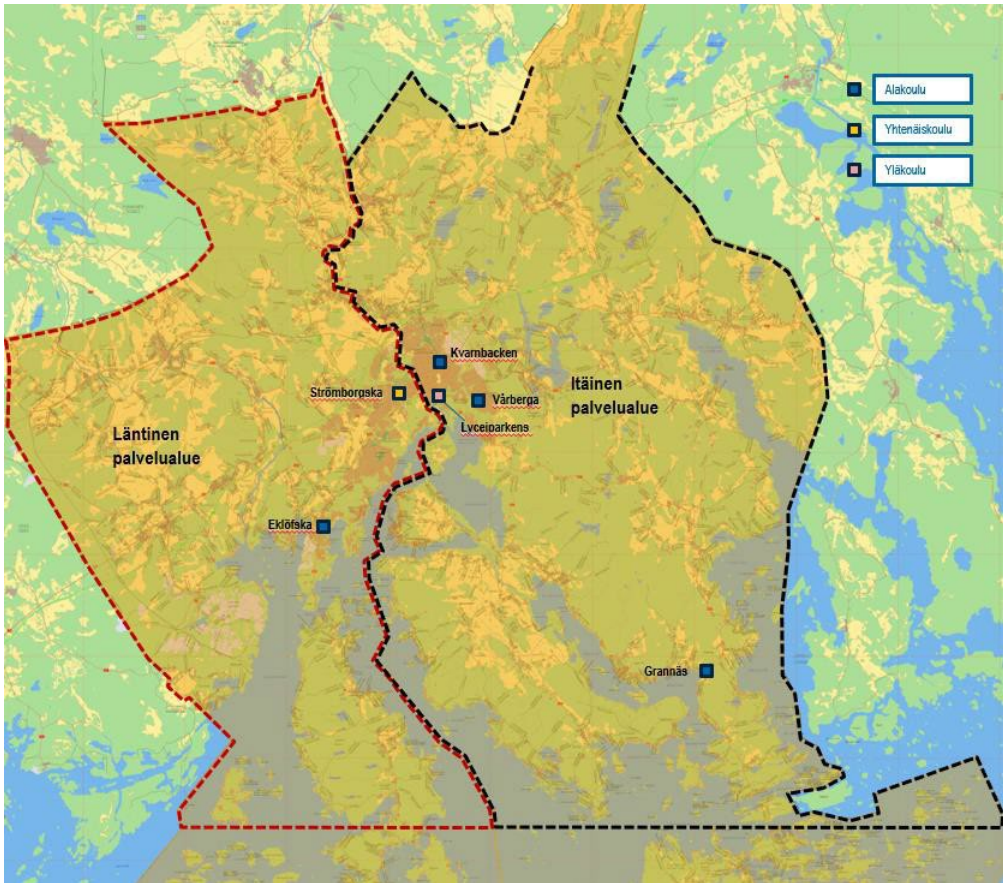 Alakoulu
Yhtenäiskoulu
Yläkoulu
Kvarnbacken
Strömborgska
Vårberga
Lyceiparkens
Itäinen
palvelualue
Läntinen
palvelualue
Eklöfska
Grannäs